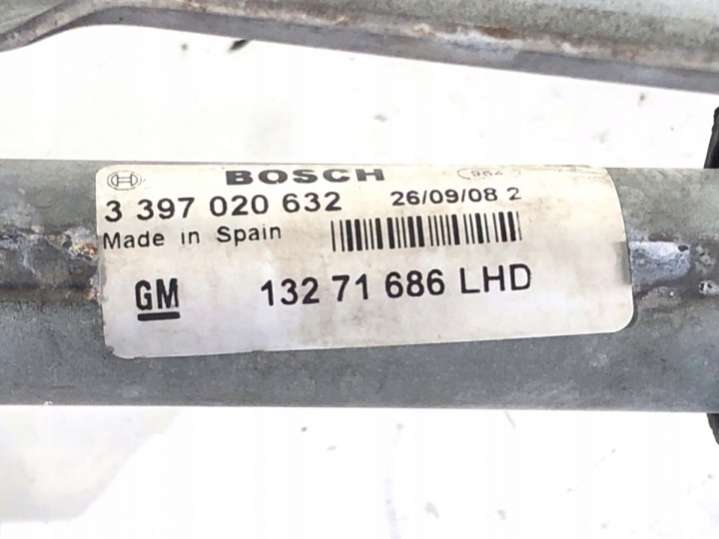 BOSCH
3 397 020 632 26/09/08 2
Made in Spain
GM 132 71 686 LHD